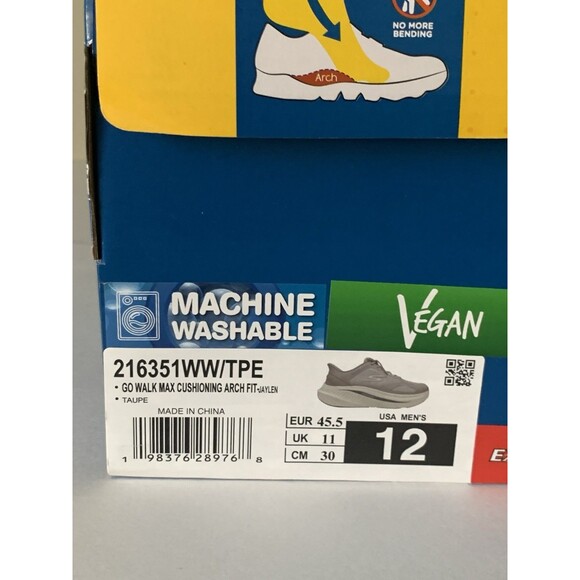 NO MORE
BENDING
Arch
MACHINE
WASHABLE
VEGAN
216351WW/TPE
• GO WALK MAX CUSHIONING ARCH FIT-JAYLEN
• TAUPE
MADE IN CHINA
1 98376 28976 8
EUR 45.5
UK 11
CM 30
USA MEN'S
12